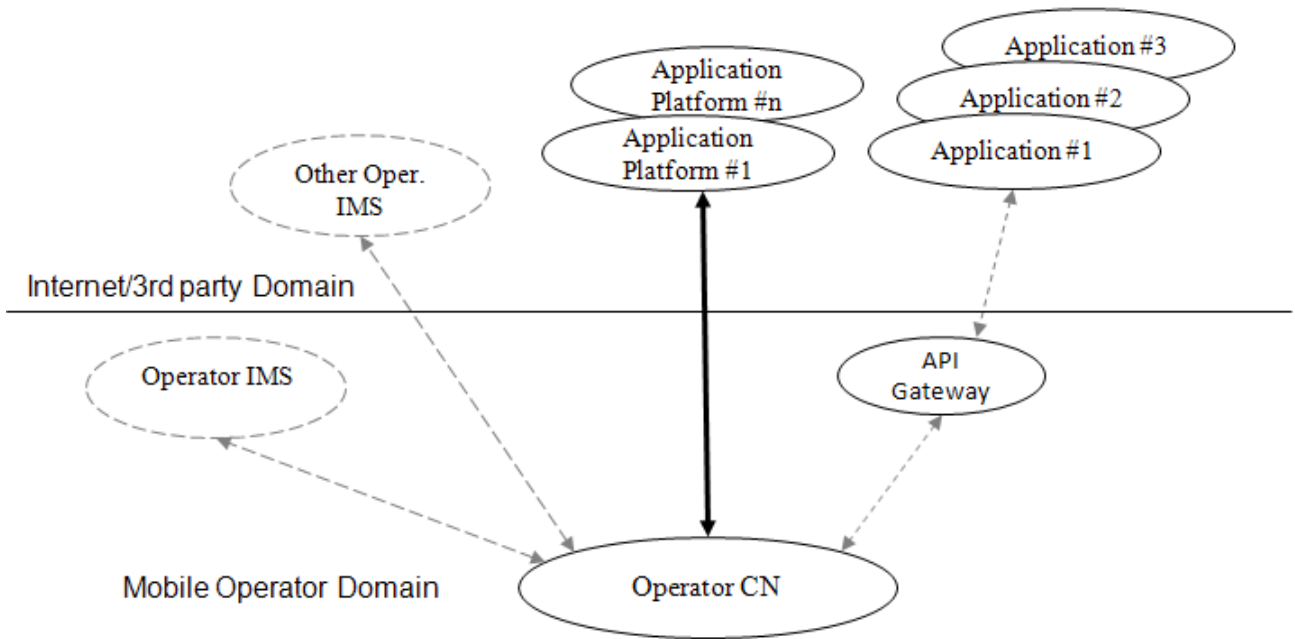 Application #3
Application
Platform #n
Application #2
Application
Platform #1
Application #1
Other Oper.
IMS
Internet/3rd party Domain
Operator IMS
API
Gateway
Mobile Operator Domain
Operator CN